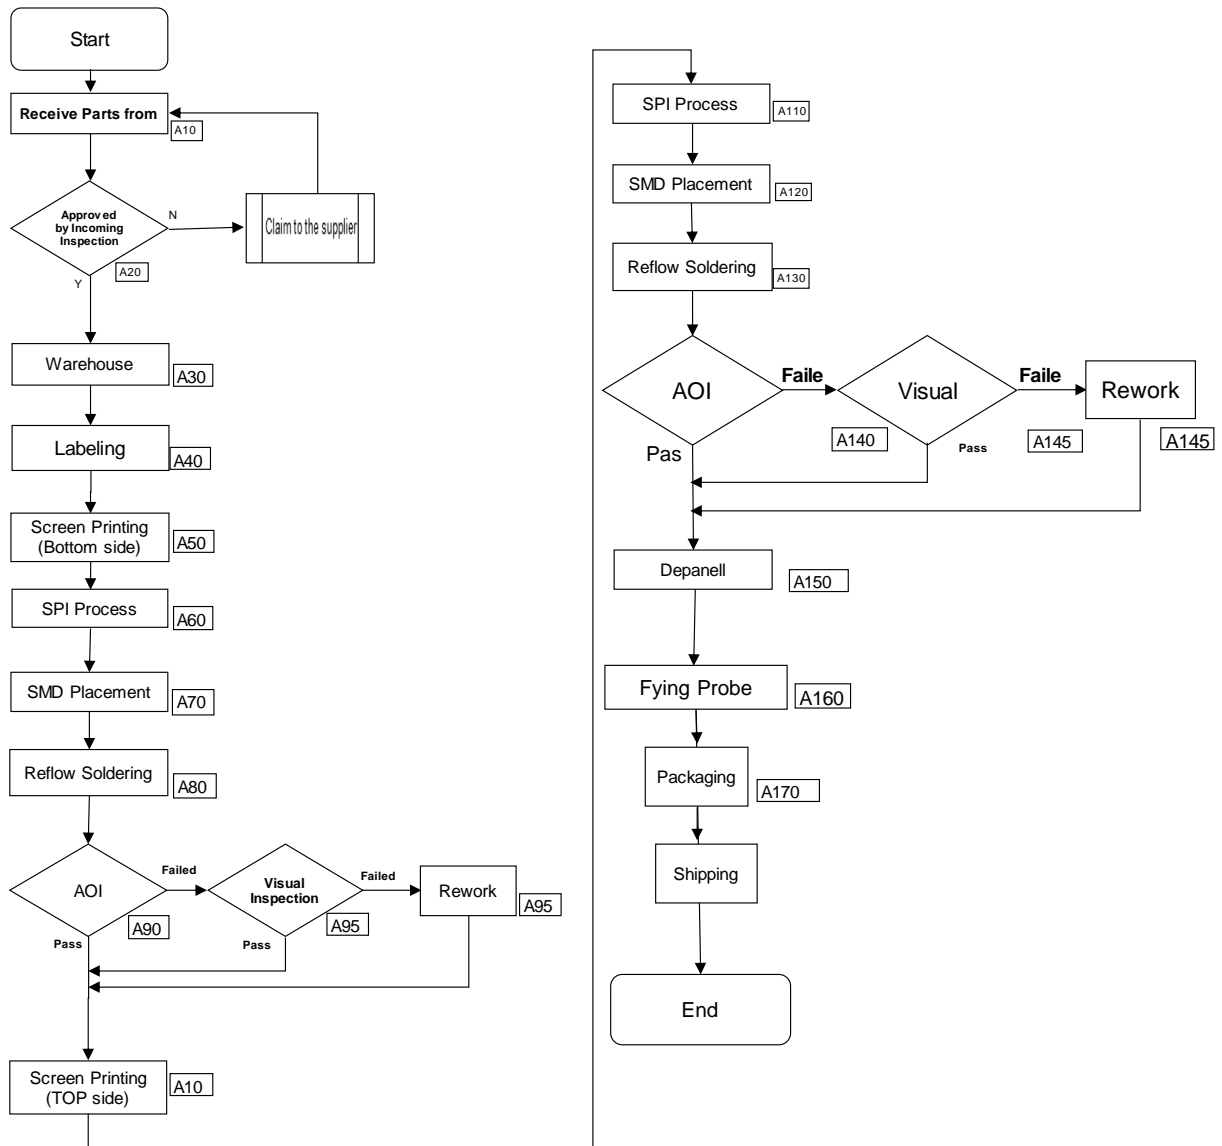 Start
Receive Parts from
A10
Approved
by Incoming
Inspection
N
Claim to the supplier
A20
Y
Warehouse
A30
Labeling
A40
Screen Printing
(Bottom side)
A50
SPI Process
A60
SMD Placement
A70
Reflow Soldering
A80
AOI
Failed
Visual
Inspection
Failed
Rework
A90
A95
A95
Pass
Pass
Screen Printing
(TOP side)
A10
SPI Process
A110
SMD Placement
A120
Reflow Soldering
A130
AOI
Faile
Visual
Faile
Rework
A140
A145
A145
Pas
Pass
Depanell
A150
Fying Probe
A160
Packaging
A170
Shipping
End